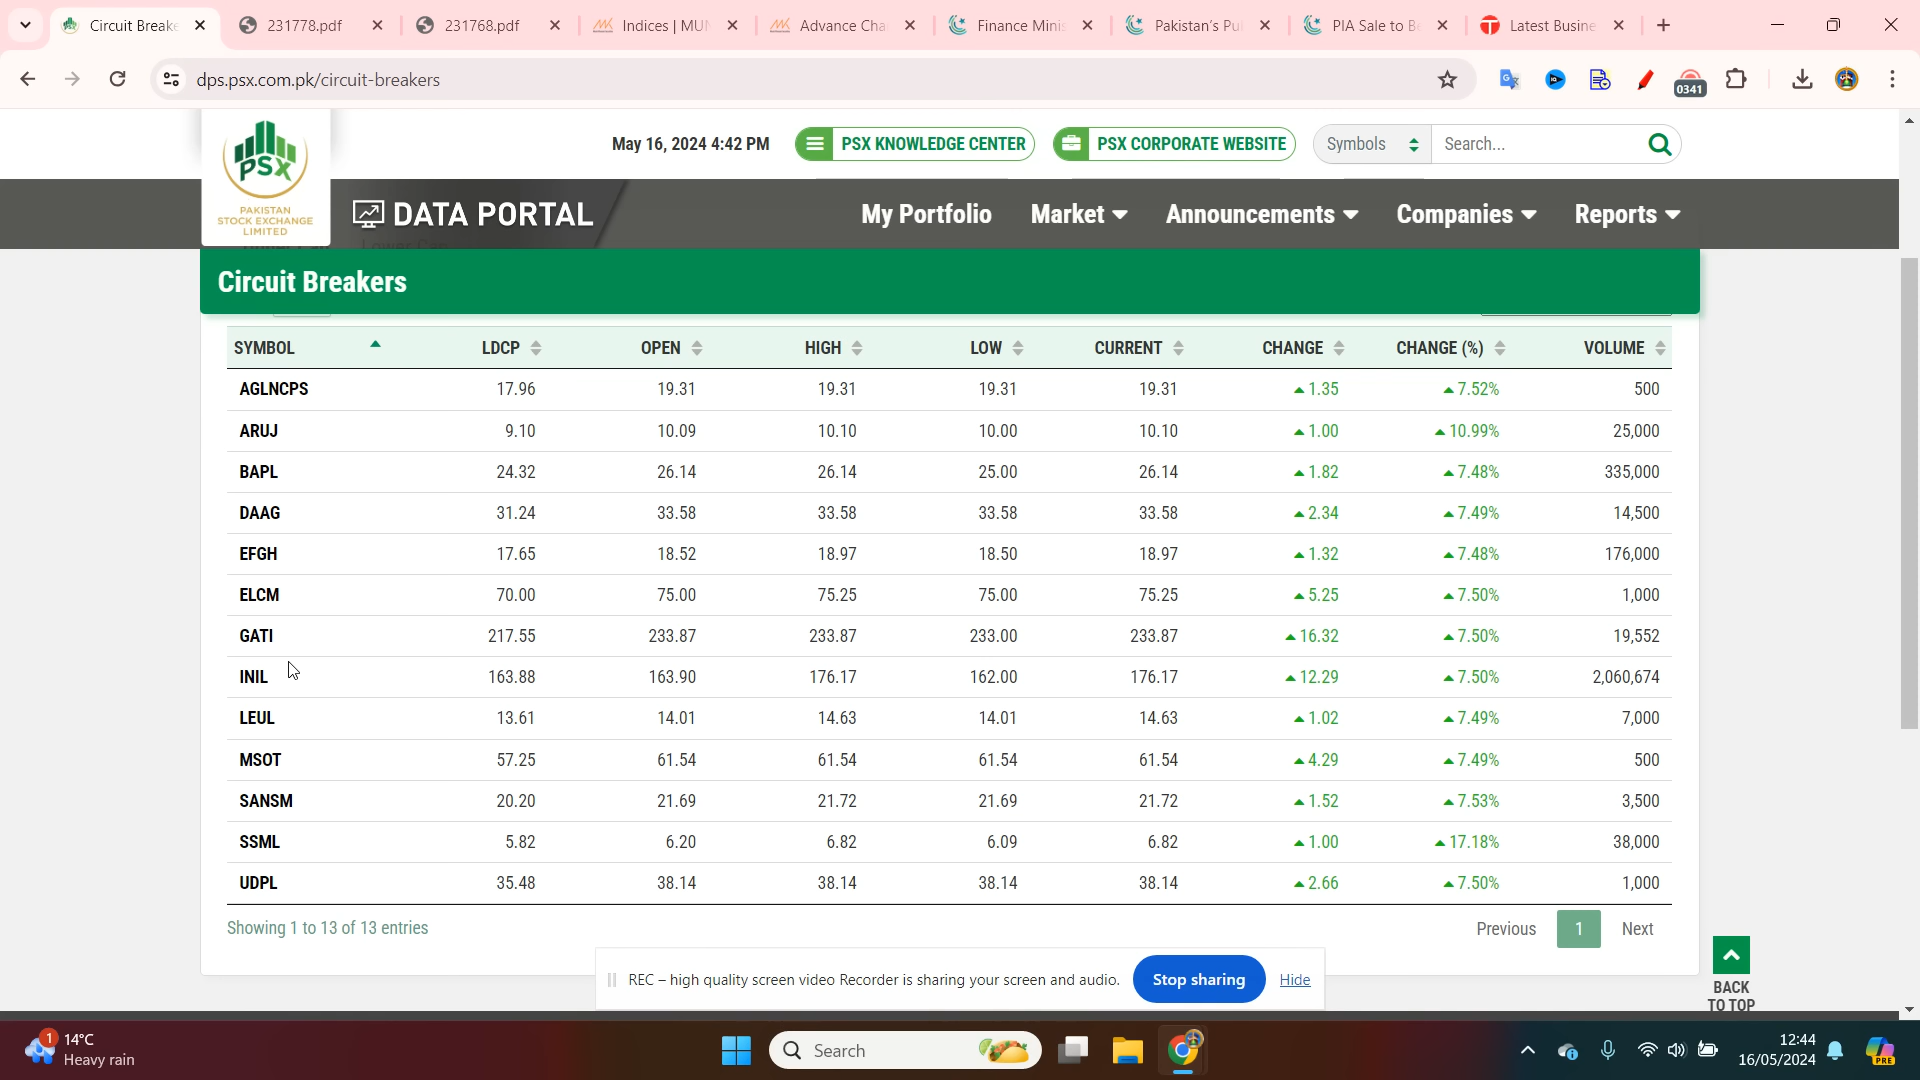 Circuit Breake
231778.pdf
231768.pdf
Indices | MU
Advance Cha
Finance Minis
Pakistan's Pu
PIA Sale to B
Latest Busine
dps.psx.com.pk/circuit-breakers
0341
PSX
PAKISTAN
STOCK EXCHANGE
LIMITED
May 16, 2024 4:42 PM
PSX KNOWLEDGE CENTER
PSX CORPORATE WEBSITE
Symbols
Search...
DATA PORTAL
My Portfolio
Market
Announcements
Companies
Reports
Circuit Breakers
SYMBOL LDCP OPEN HIGH LOW CURRENT CHANGE CHANGE (%) VOLUME
AGLNCPS 17.96 19.31 19.31 19.31 19.31 1.35 7.52% 500
ARUJ 9.10 10.09 10.10 10.00 10.10 1.00 10.99% 25,000
BAPL 24.32 26.14 26.14 25.00 26.14 1.82 7.48% 335,000
DAAG 31.24 33.58 33.58 33.58 33.58 2.34 7.49% 14,500
EFGH 17.65 18.52 18.97 18.50 18.97 1.32 7.48% 176,000
ELCM 70.00 75.00 75.25 75.00 75.25 5.25 7.50% 1,000
GATI 217.55 233.87 233.87 233.00 233.87 16.32 7.50% 19,552
INIL 163.88 163.90 176.17 162.00 176.17 12.29 7.50% 2,060,674
LEUL 13.61 14.01 14.63 14.01 14.63 1.02 7.49% 7,000
MSOT 57.25 61.54 61.54 61.54 61.54 4.29 7.49% 500
SANSM 20.20 21.69 21.72 21.69 21.72 1.52 7.53% 3,500
SSML 5.82 6.20 6.82 6.09 6.82 1.00 17.18% 38,000
UDPL 35.48 38.14 38.14 38.14 38.14 2.66 7.50% 1,000
Showing 1 to 13 of 13 entries
Previous 1 Next
REC – high quality screen video Recorder is sharing your screen and audio.
Stop sharing
Hide
BACK
TO TOP
1
14°C
Heavy rain
Search
12:44
16/05/2024
PRE